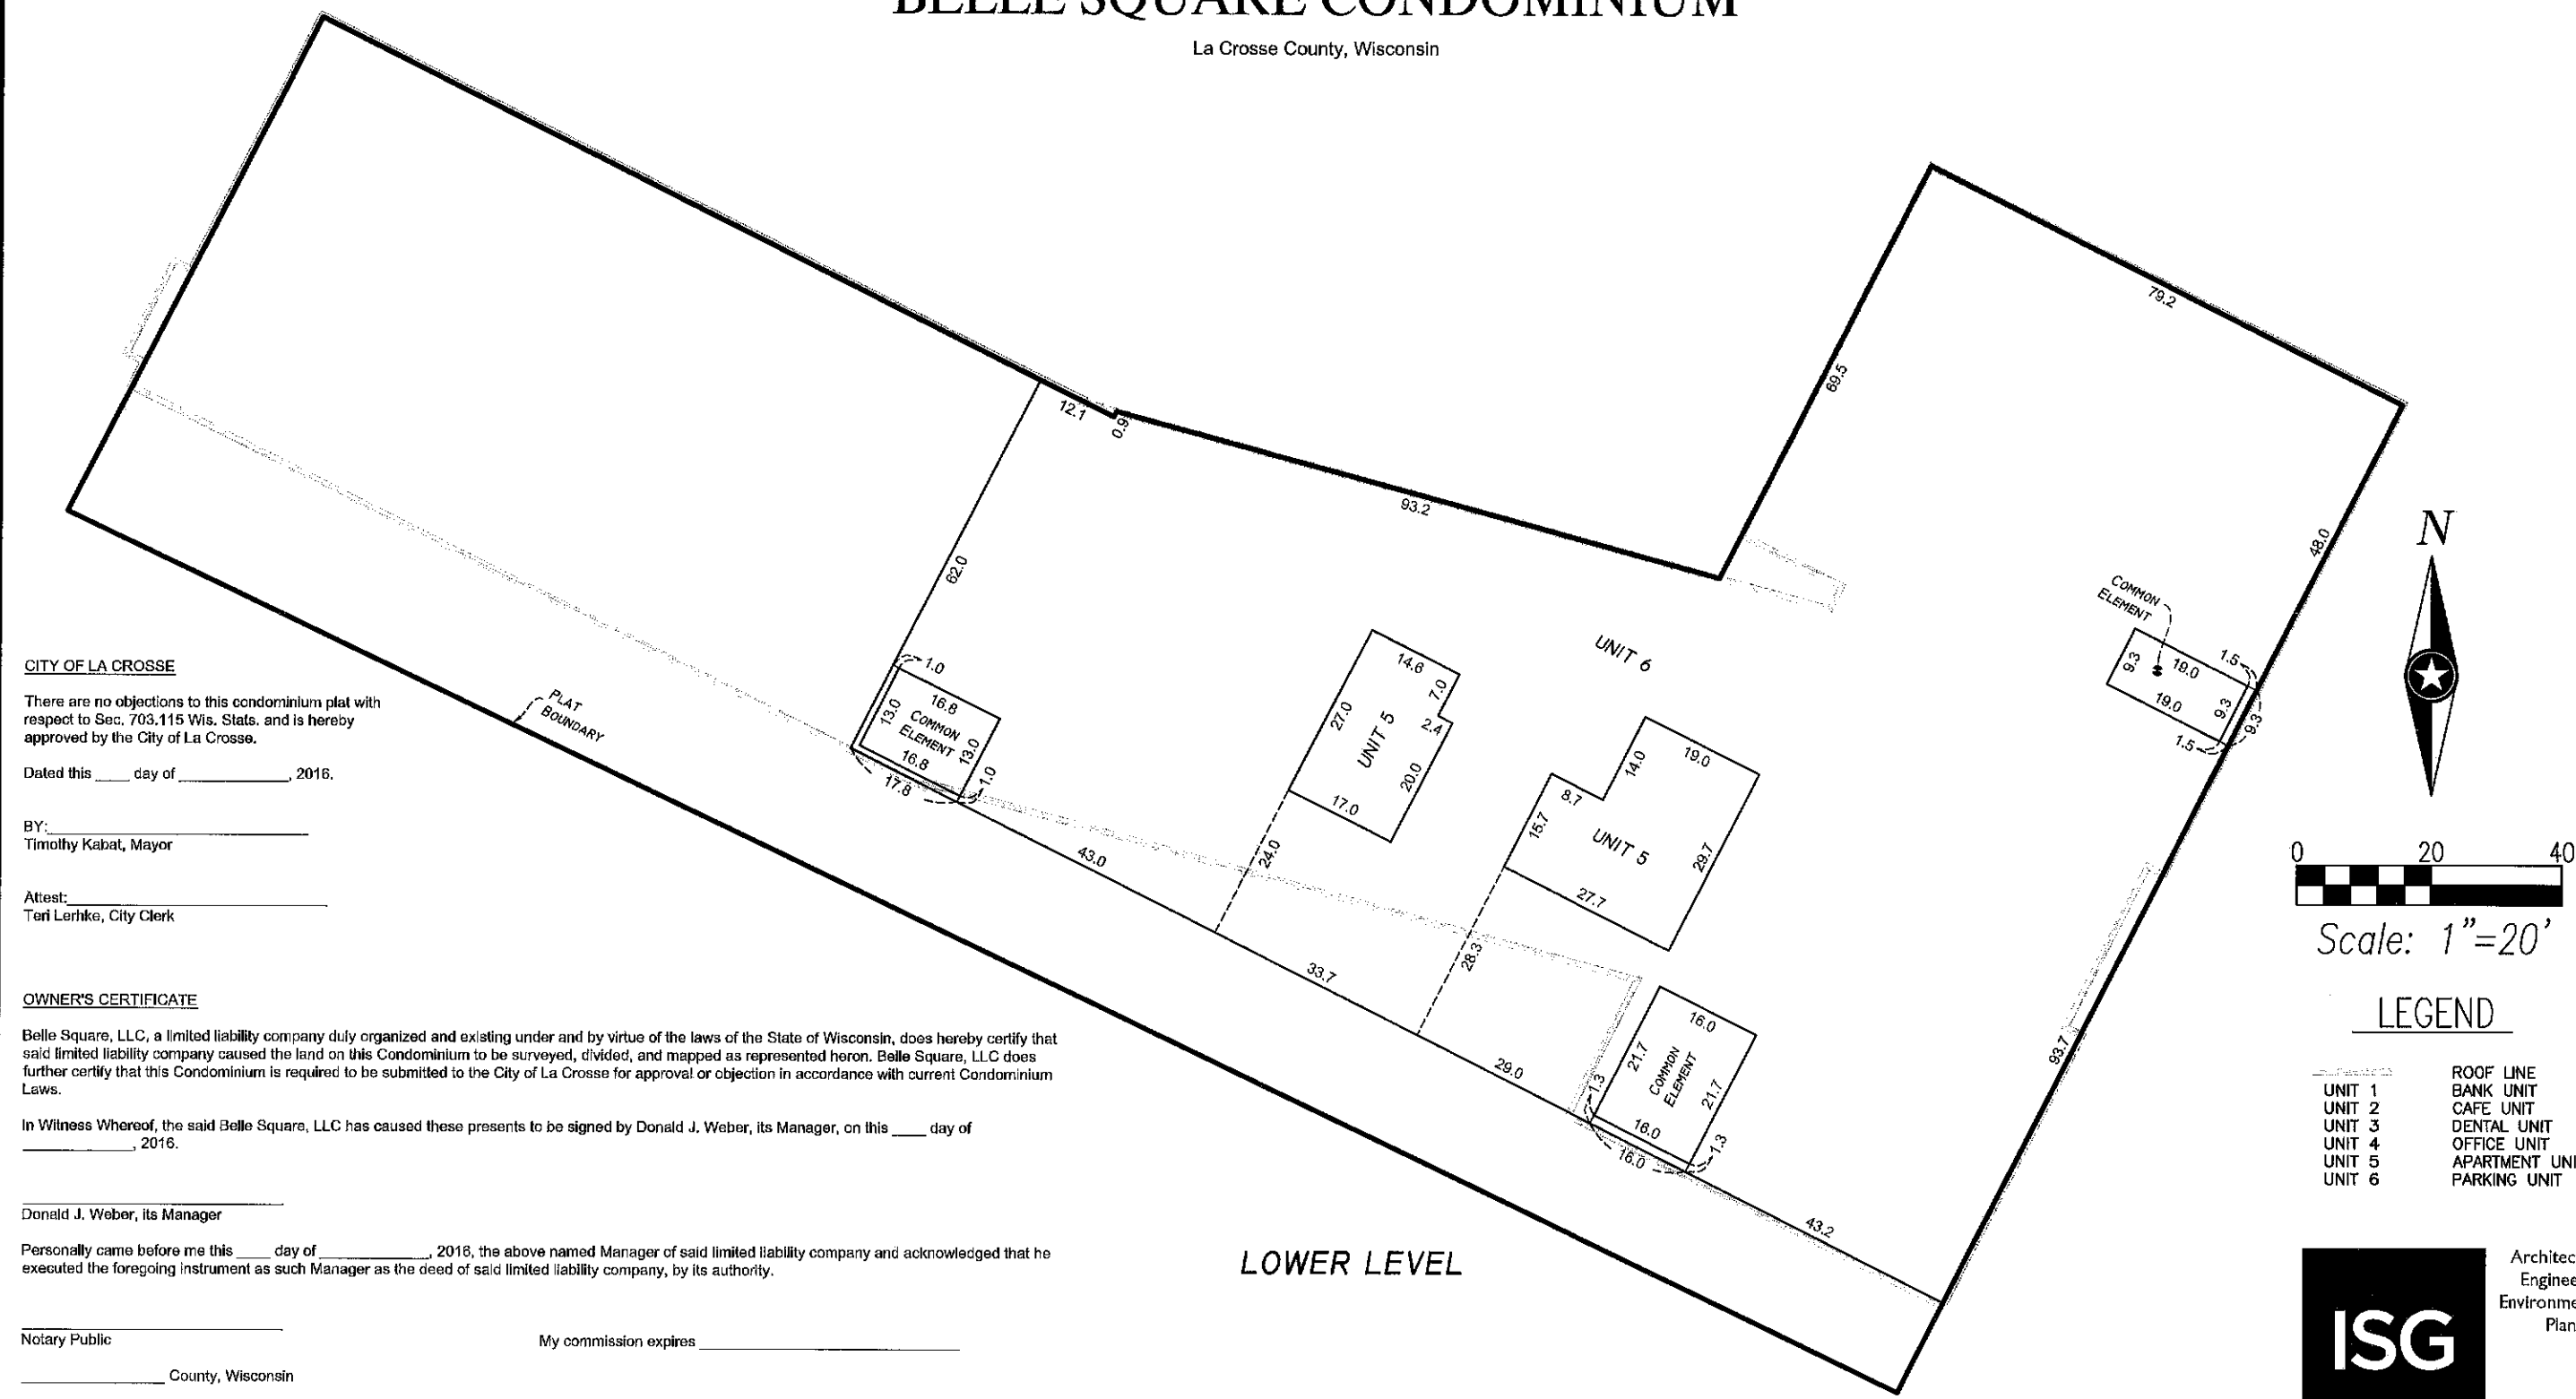 BELLE SQUARE CONDOMINIUM
La Crosse County, Wisconsin
79.2
69.5
12.1
0.9
93.2
48.0
62.0
N
COMMON
ELEMENT
9.3
19.0
1.5
19.0
9.3
9.3
1.5
UNIT 6
1.0
16.8
13.0
COMMON
ELEMENT
13.0
16.8
1.0
17.8
14.6
7.0
27.0
UNIT 5
2.4
20.0
17.0
14.0
19.0
8.7
15.7
UNIT 5
29.7
27.7
PLAT
BOUNDARY
43.0
24.0
33.7
28.3
29.0
16.0
21.7
COMMON
ELEMENT
21.7
1.3
16.0
1.3
16.0
43.2
93.7
CITY OF LA CROSSE
There are no objections to this condominium plat with
respect to Sec. 703.115 Wis. Stats. and is hereby
approved by the City of La Crosse.
Dated this ____ day of ____________, 2016.
BY:____________________________
Timothy Kabat, Mayor
Attest:____________________________
Teri Lerhke, City Clerk
OWNER'S CERTIFICATE
Belle Square, LLC, a limited liability company duly organized and existing under and by virtue of the laws of the State of Wisconsin, does hereby certify that
said limited liability company caused the land on this Condominium to be surveyed, divided, and mapped as represented heron. Belle Square, LLC does
further certify that this Condominium is required to be submitted to the City of La Crosse for approval or objection in accordance with current Condominium
Laws.
In Witness Whereof, the said Belle Square, LLC has caused these presents to be signed by Donald J. Weber, its Manager, on this ____ day of
____________, 2016.
Donald J. Weber, its Manager
Personally came before me this ____ day of ____________, 2016, the above named Manager of said limited liability company and acknowledged that he
executed the foregoing instrument as such Manager as the deed of said limited liability company, by its authority.
Notary Public
My commission expires ____________________________
_______________ County, Wisconsin
LOWER LEVEL
0 20 40
Scale: 1"=20'
LEGEND
ROOF LINE
UNIT 1 BANK UNIT
UNIT 2 CAFE UNIT
UNIT 3 DENTAL UNIT
UNIT 4 OFFICE UNIT
UNIT 5 APARTMENT UNI
UNIT 6 PARKING UNIT
ISG
Architec
Enginee
Environme
Plan